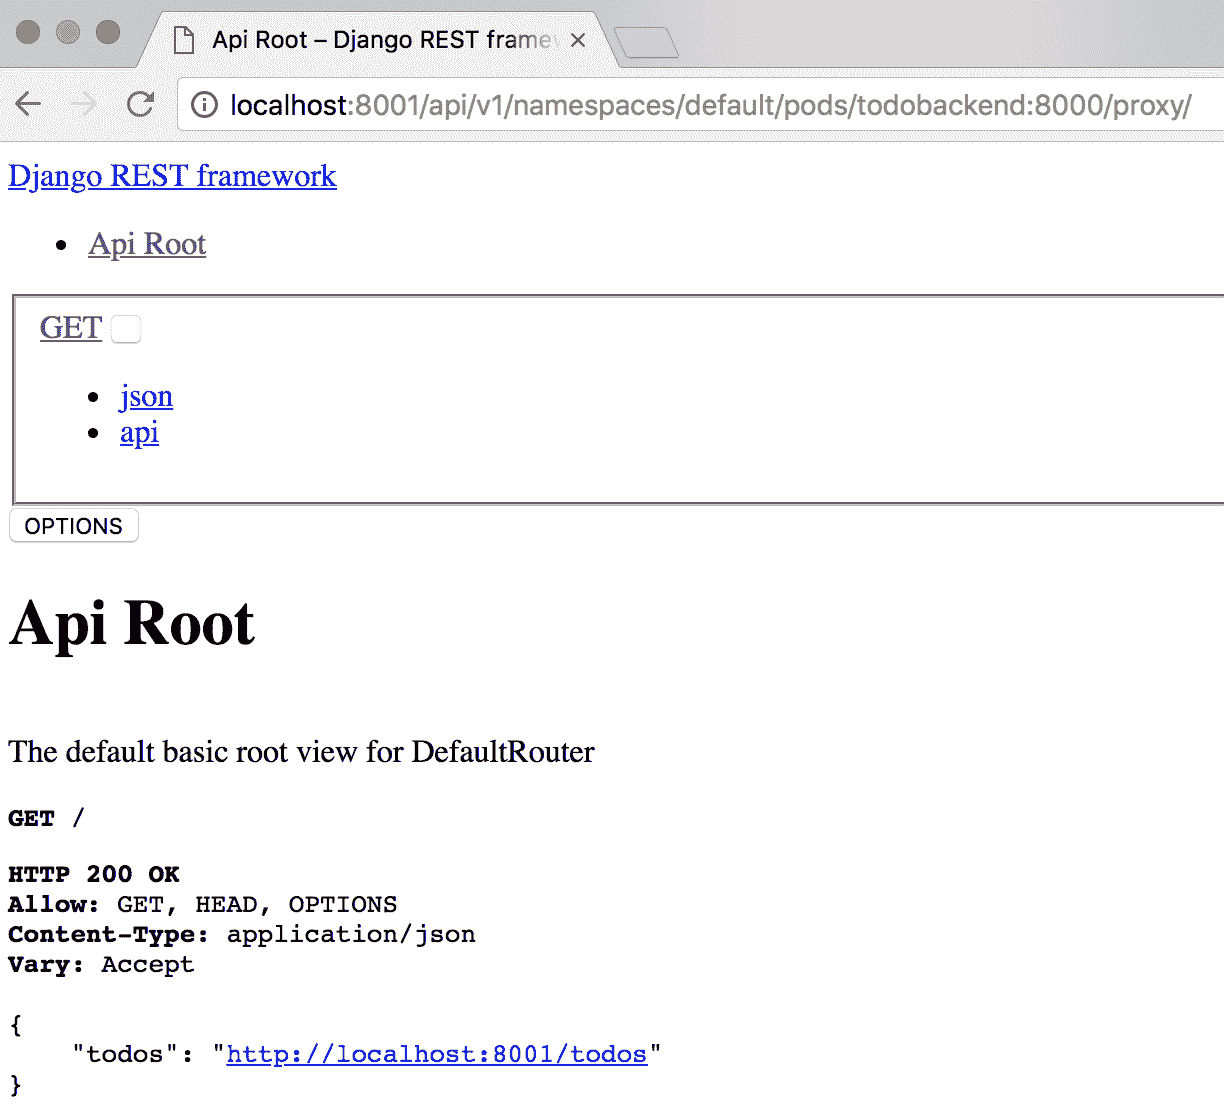 Api Root – Django REST frame
localhost:8001/api/v1/namespaces/default/pods/todobackend:8000/proxy/
Django REST framework
Api Root
GET
json
api
OPTIONS
Api Root
The default basic root view for DefaultRouter
GET /
HTTP 200 OK
Allow: GET, HEAD, OPTIONS
Content-Type: application/json
Vary: Accept
{
"todos": "http://localhost:8001/todos"
}